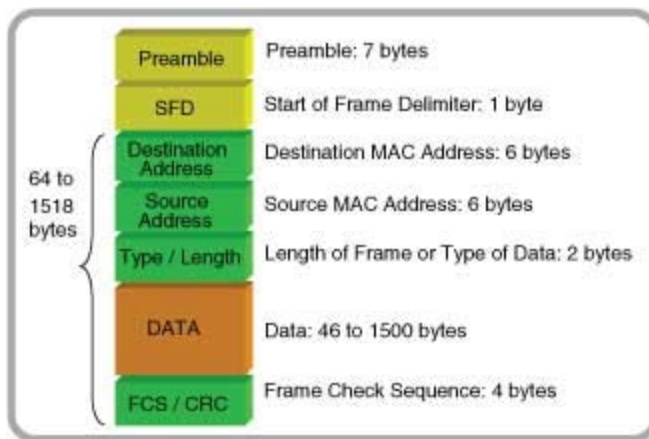 Preamble
Preamble: 7 bytes
SFD
Start of Frame Delimiter: 1 byte
64 to
1518
bytes
Destination
Address
Destination MAC Address: 6 bytes
Source
Address
Source MAC Address: 6 bytes
Type / Length
Length of Frame or Type of Data: 2 bytes
DATA
Data: 46 to 1500 bytes
FCS / CRC
Frame Check Sequence: 4 bytes